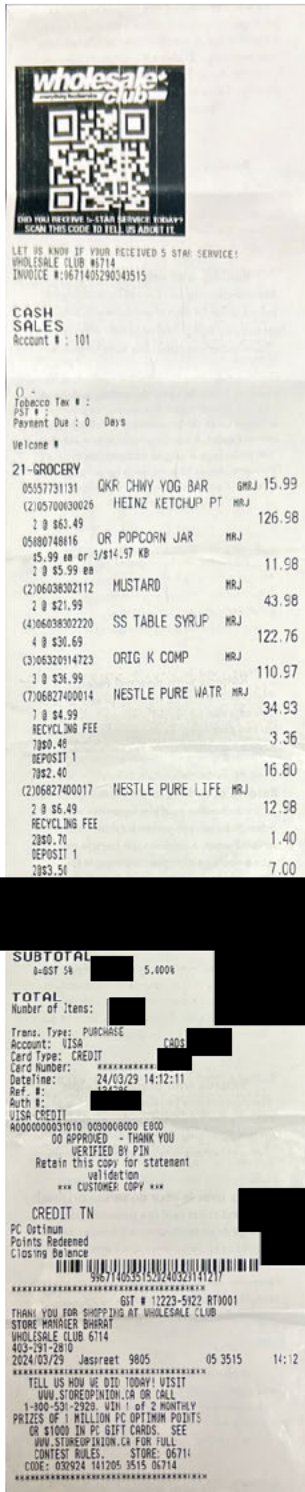 wholesale
club
DID YOU RECEIVE 5-STAR SERVICE TODAY?
SCAN THIS CODE TO TELL US ABOUT IT.
LET US KNOW IF YOUR RECEIVED 5 STAR SERVICE!
WHOLESALE CLUB #6714
INVOICE #:0671405290343515
CASH
SALES
Account # : 101
() -
Tobacco Tax # :
PST # :
Payment Due : 0 Days
Welcome #
21-GROCERY
05557731131 QKR CHWY YOG BAR GMRJ 15.99
(2)05700630026 HEINZ KETCHUP PT MRJ
2 @ $63.49 126.98
05880748616 OR POPCORN JAR MRJ
$5.99 ea or 3/$14.97 KB
2 @ $5.99 ea 11.98
(2)06038302112 MUSTARD MRJ
2 @ $21.99 43.98
(4)06038302220 SS TABLE SYRUP MRJ
4 @ $30.69 122.76
(3)06320914723 ORIG K COMP MRJ
3 @ $36.99 110.97
(7)06827400014 NESTLE PURE WATR MRJ
7 @ $4.99 34.93
RECYCLING FEE
7@$0.48 3.36
DEPOSIT 1
7@$2.40 16.80
(2)06827400017 NESTLE PURE LIFE MRJ
2 @ $6.49 12.98
RECYCLING FEE
2@$0.70 1.40
DEPOSIT 1
2@$3.50 7.00
SUBTOTAL
G=GST 5% 5.000%
TOTAL
Number of Items:
Trans. Type: PURCHASE
Account: VISA CAD$
Card Type: CREDIT
Card Number: ***********
DateTime: 24/03/29 14:12:11
Ref. #:
Auth #:
VISA CREDIT
A0000000031010 0080008000 E800
00 APPROVED - THANK YOU
VERIFIED BY PIN
Retain this copy for statement
validation
*** CUSTOMER COPY ***
CREDIT TN
PC Optimum
Points Redeemed
Closing Balance
99671405351529240329141217
GST # 12223-5922 RT0001
THANK YOU FOR SHOPPING AT WHOLESALE CLUB
STORE MANAGER BHARAT
WHOLESALE CLUB 6714
403-291-2810
2024/03/29 Jaspreet 9805 05 3515 14:12
TELL US HOW WE DID TODAY! VISIT
WWW.STOREOPINION.CA OR CALL
1-800-531-2928. WIN 1 of 2 MONTHLY
PRIZES OF 1 MILLION PC OPTIMUM POINTS
OR $1000 IN PC GIFT CARDS. SEE
WWW.STOREOPINION.CA FOR FULL
CONTEST RULES. STORE: 06714
CODE: 032924 141205 3515 06714